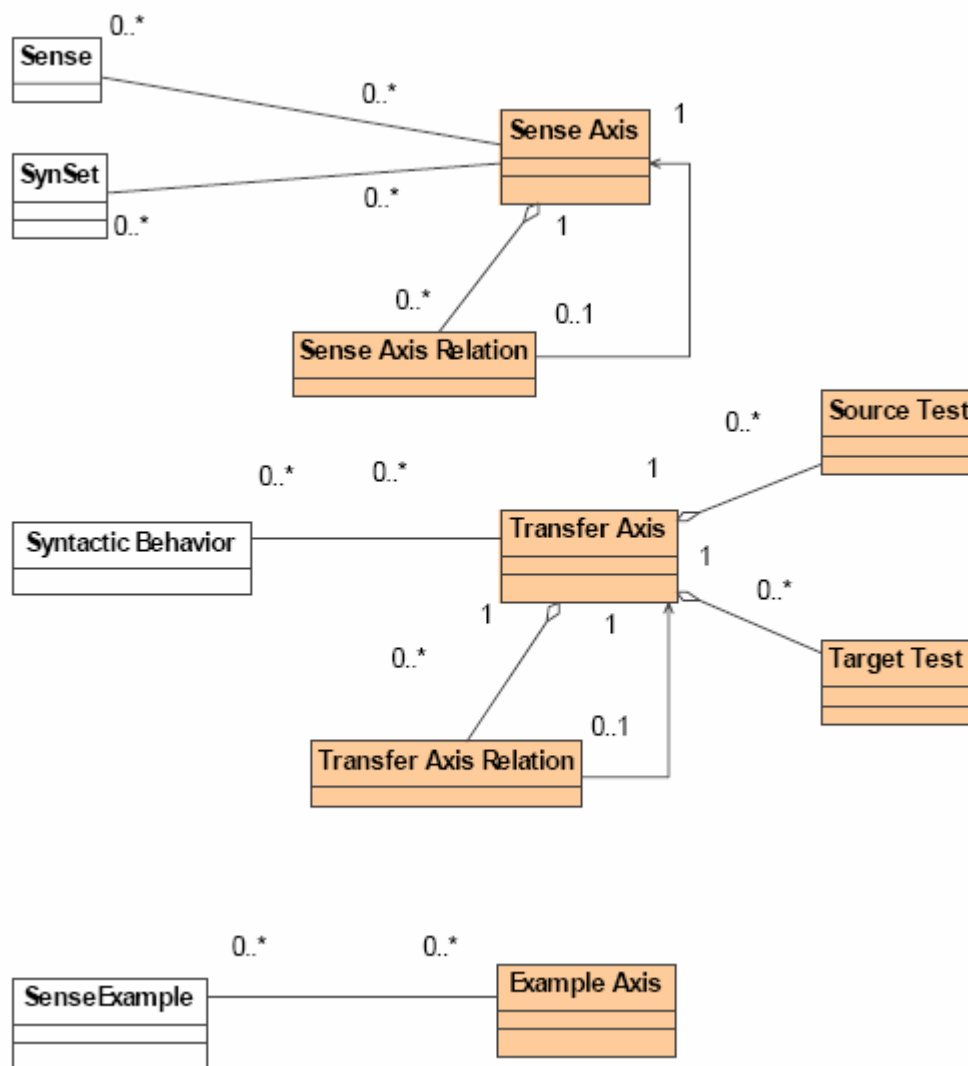 0..*
Sense
0..*
1
Sense Axis
SynSet
0..*
0..*
1
0..*
0..1
Sense Axis Relation
Source Test
0..*
1
0..*
0..*
Syntactic Behavior
Transfer Axis
1
0..*
1
1
0..*
Target Test
0..1
Transfer Axis Relation
0..*
0..*
SenseExample
Example Axis